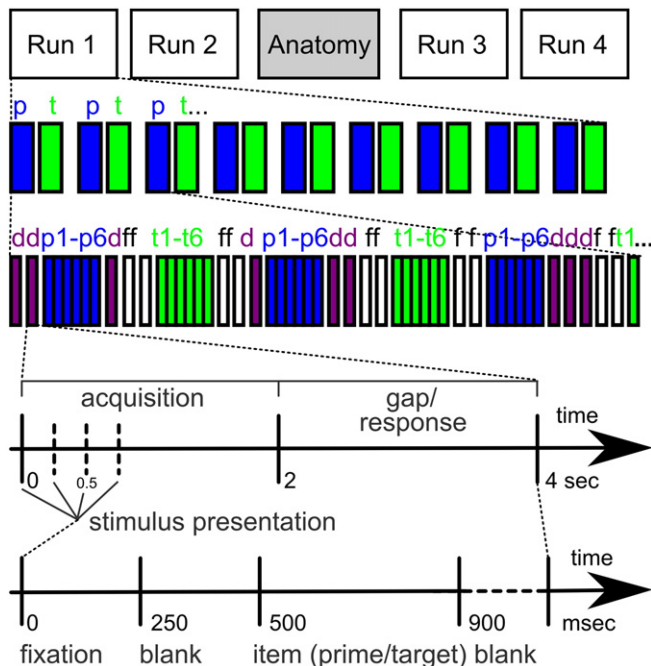 Run 1 Run 2 Anatomy Run 3 Run 4
p t p t p t...
ddp1-p6dff t1-t6 ff d p1-p6dd ff t1-t6 f f p1-p6dddf f t1...
acquisition gap/ response time
0 0.5 2 4 sec
stimulus presentation
time
0 250 500 900 msec
fixation blank item (prime/target) blank